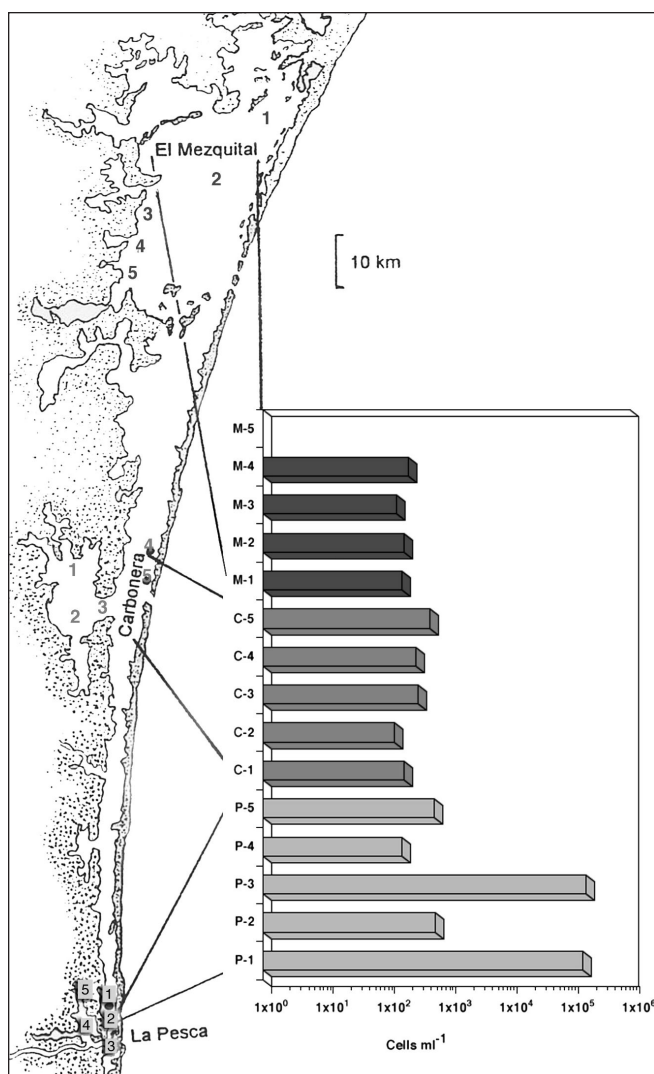 1
El Mezquital
2
3
4
5
10 km
M-5
M-4
M-3
M-2
M-1
C-5
C-4
C-3
C-2
C-1
P-5
P-4
P-3
P-2
P-1
4
5
Carbonera
1
2
3
5
1
4
2
3
La Pesca
1x10⁰ 1x10¹ 1x10² 1x10³ 1x10⁴ 1x10⁵ 1x10⁶
Cells ml⁻¹